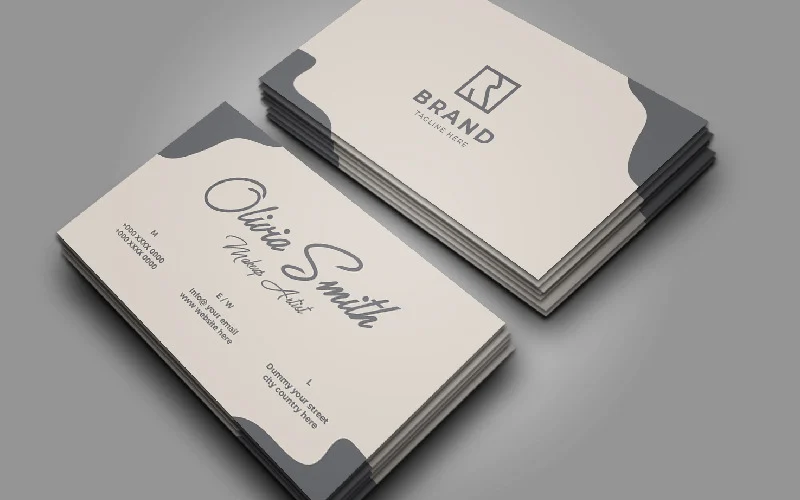 BRAND
TAGLINE HERE
Olivia Smith
Makeup Artist
M
+000 XXXX 0000
+000 XXXX 0000
E / W
info@ your email
www website here
L
Dummy your street
city country here